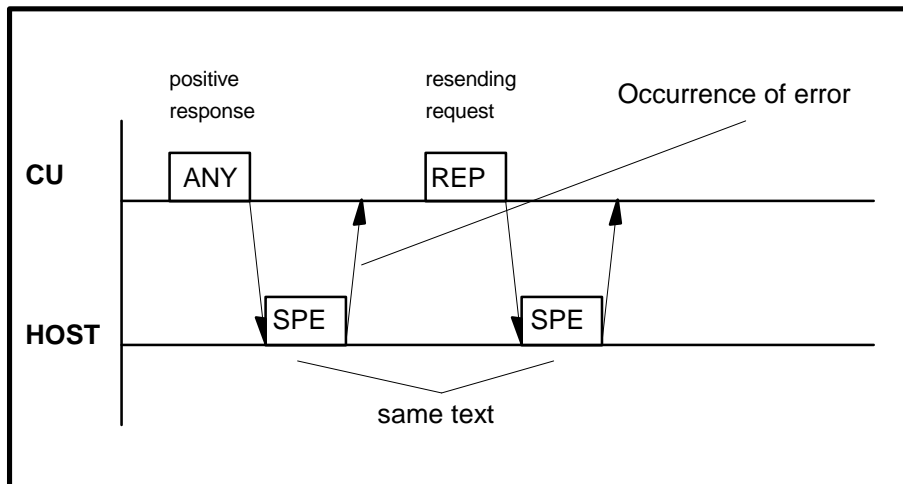 positive
response
resending
request
Occurrence of error
CU
ANY
REP
HOST
SPE
SPE
same text